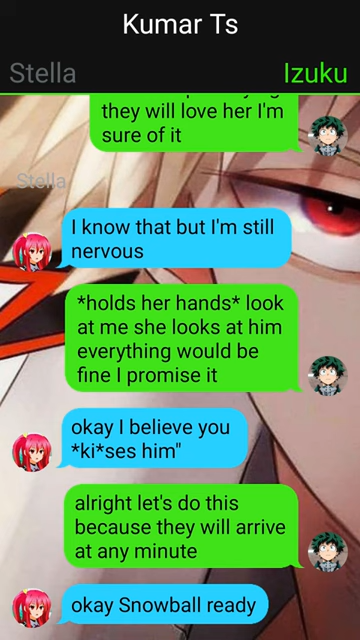 Kumar Ts
Stella
Izuku
they will love her I'm
sure of it
Stella
I know that but I'm still
nervous
*holds her hands* look
at me she looks at him
everything would be
fine I promise it
okay I believe you
*ki*ses him"
alright let's do this
because they will arrive
at any minute
okay Snowball ready